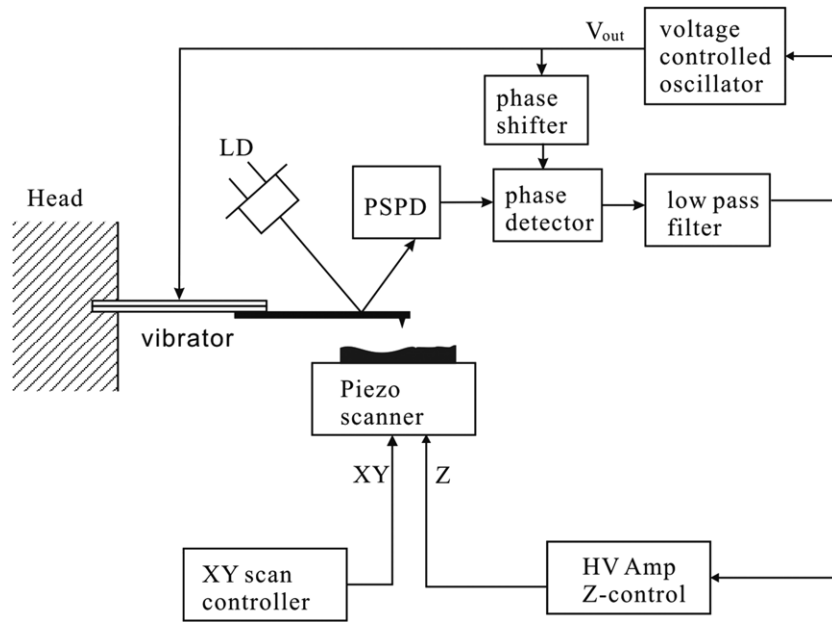 V_out
voltage
controlled
oscillator
phase
shifter
LD
Head
PSPD
phase
detector
low pass
filter
vibrator
Piezo
scanner
XY
Z
XY scan
controller
HV Amp
Z-control